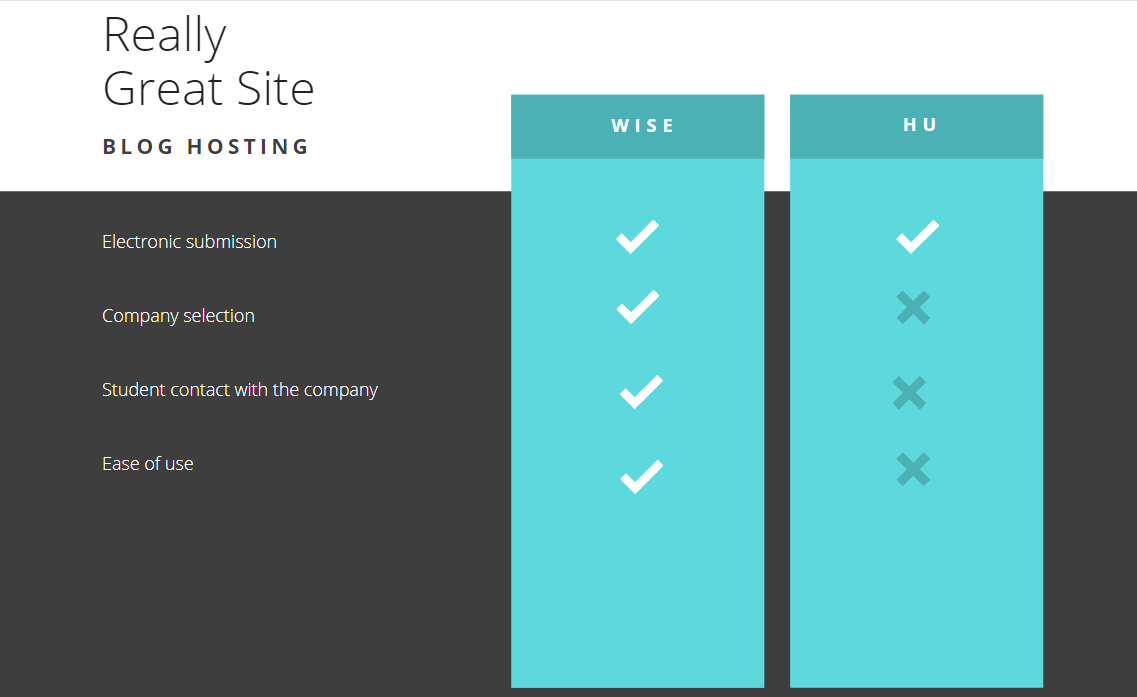 Really
Great Site
BLOG HOSTING
WISE
HU
Electronic submission
Company selection
Student contact with the company
Ease of use